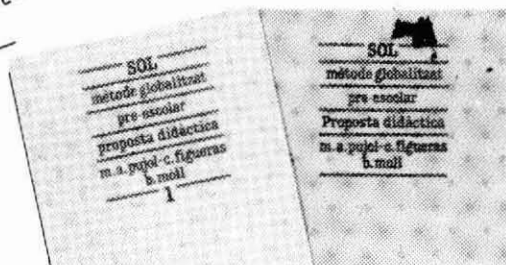 SOL
mètode globalitzat
pre-escolar
proposta didàctica
m.a.pujol-c.figueras
b.moll
1
SOL
mètode globalitzat
pre-escolar
Proposta didàctica
m.a.pujol-c.figueras
b.moll